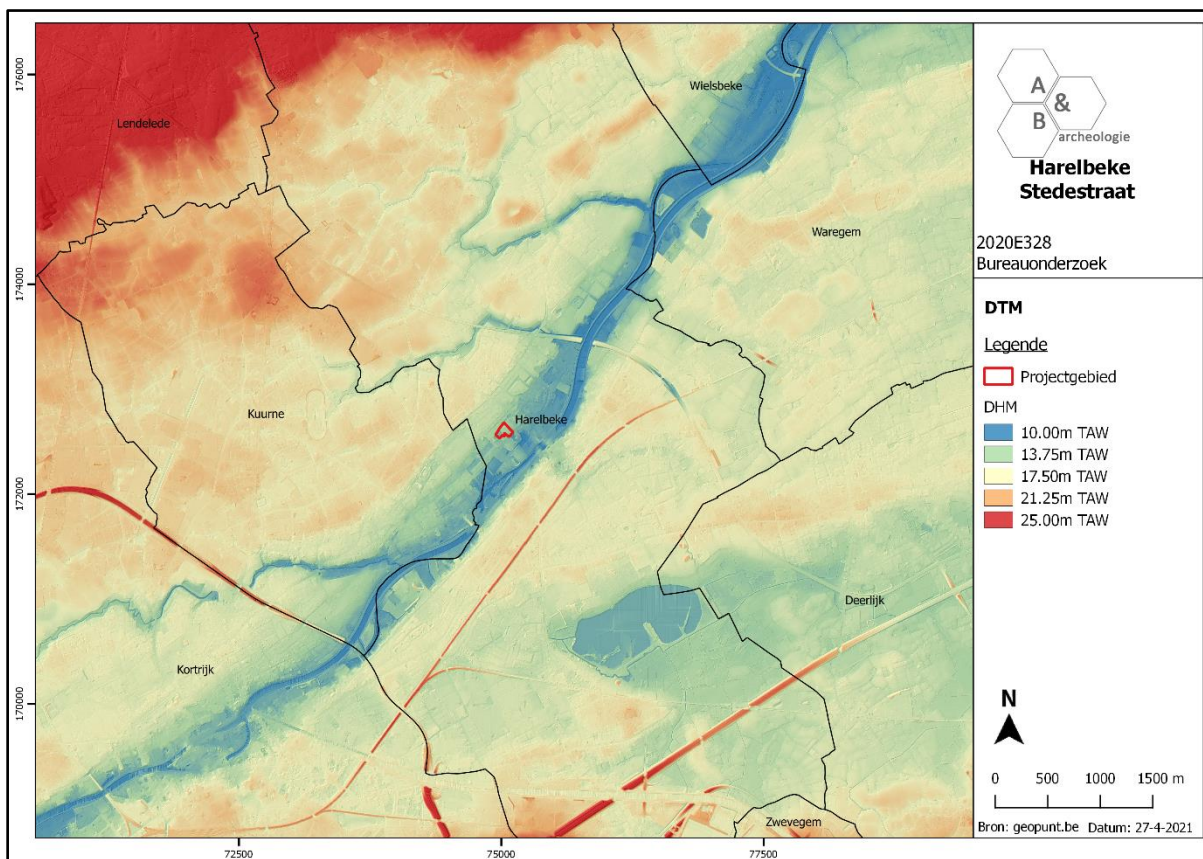 176000
174000
172000
170000
72500
75000
77500
Lendelede
Wielsbeke
Waregem
Kuurne
Harelbeke
Deerlijk
Kortrijk
Zwevegem
A
&
B
archeologie
Harelbeke
Stedestraat
2020E328
Bureauonderzoek
DTM
Legende
Projectgebied
DHM
10.00m TAW
13.75m TAW
17.50m TAW
21.25m TAW
25.00m TAW
N
0 500 1000 1500 m
Bron: geopunt.be Datum: 27-4-2021